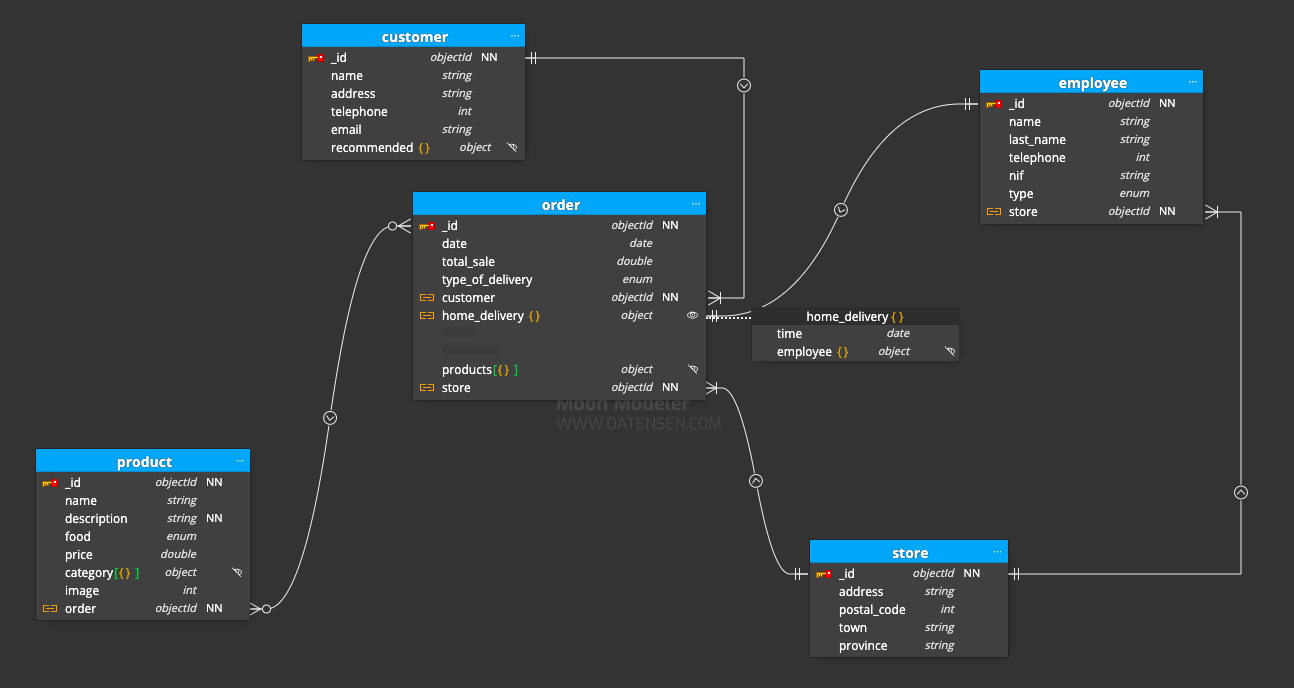 customer ...
_id objectId NN
name string
address string
telephone int
email string
recommended {} object
employee ...
_id objectId NN
name string
last_name string
telephone int
nif string
type enum
store objectId NN
order ...
_id objectId NN
date date
total_sale double
type_of_delivery enum
customer objectId NN
home_delivery {} object
products[{} ] object
store objectId NN
home_delivery {}
time date
employee {} object
Moon Modeler
WWW.DATENSEN.COM
product ...
_id objectId NN
name string
description string NN
food enum
price double
category[{} ] object
image int
order objectId NN
store ...
_id objectId NN
address string
postal_code int
town string
province string